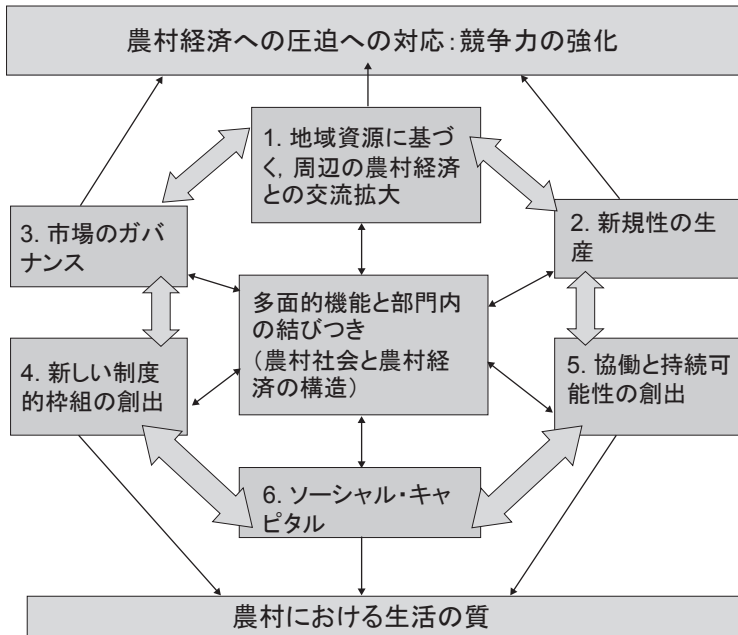 農村経済への圧迫への対応：競争力の強化
1. 地域資源に基づ
く，周辺の農村経済
との交流拡大
3. 市場のガバ
ナンス
2. 新規性の生
産
多面的機能と部門内
の結びつき
（農村社会と農村経
済の構造）
4. 新しい制度
的枠組の創出
5. 協働と持続可
能性の創出
6. ソーシャル・キャ
ピタル
農村における生活の質